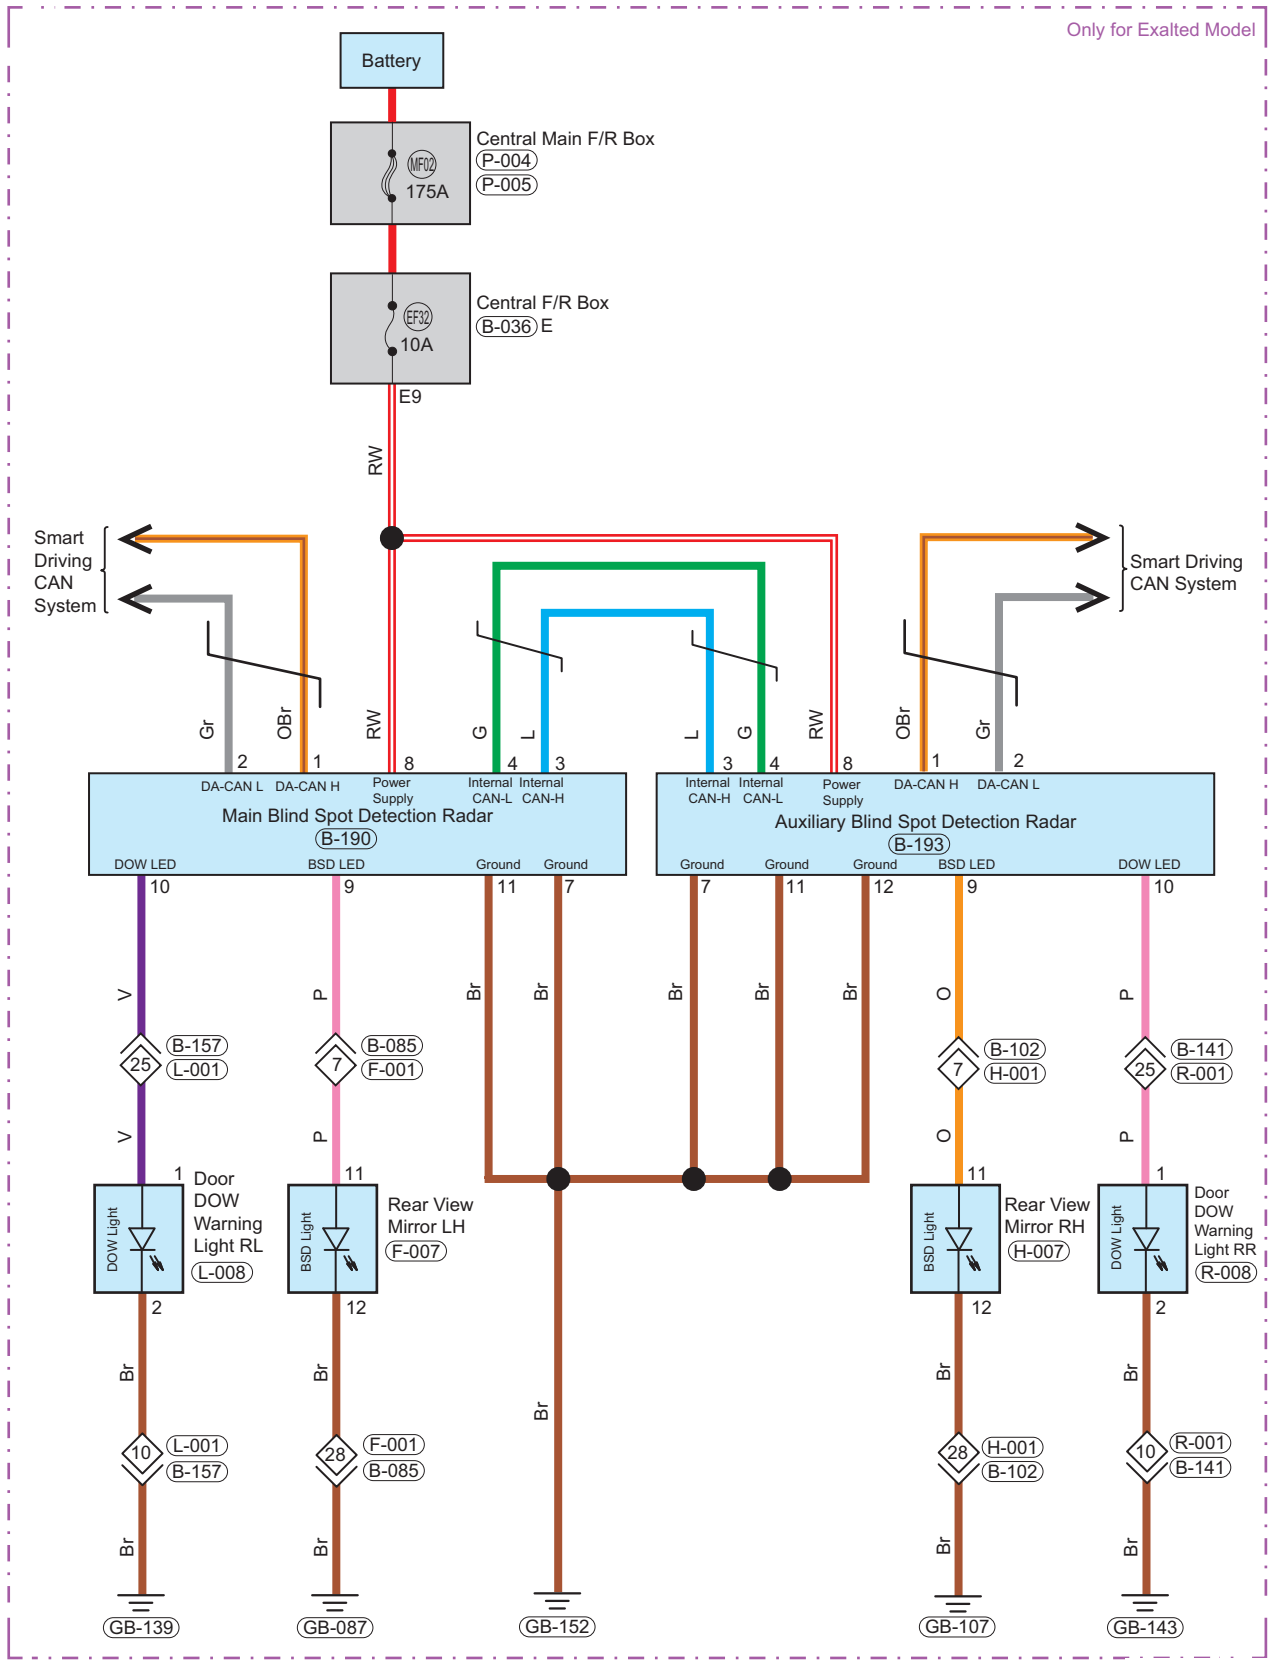 Only for Exalted Model
Battery
Central Main F/R Box
P-004
P-005
MF02
175A
Central F/R Box
B-036 E
EF32
10A
E9
RW
Smart
Driving
CAN
System
Smart Driving
CAN System
Gr
OBr
RW
G
L
L
G
RW
OBr
Gr
2 1 8 4 3
3 4 8 1 2
DA-CAN L
DA-CAN H
Power
Supply
Internal
CAN-L
Internal
CAN-H
Main Blind Spot Detection Radar
B-190
DOW LED
BSD LED
Ground
Ground
Internal
CAN-H
Internal
CAN-L
Power
Supply
DA-CAN H
DA-CAN L
Auxiliary Blind Spot Detection Radar
B-193
Ground
Ground
Ground
BSD LED
DOW LED
10 9 11 7
7 11 12 9 10
V
P
Br
Br
Br
Br
Br
O
P
25
B-157
L-001
7
B-085
F-001
7
B-102
H-001
25
B-141
R-001
V
P
O
P
1
Door
DOW
Warning
Light RL
L-008
DOW Light
2
11
Rear View
Mirror LH
F-007
BSD Light
12
11
Rear View
Mirror RH
H-007
BSD Light
12
1
Door
DOW
Warning
Light RR
R-008
DOW Light
2
Br
Br
Br
Br
Br
10
L-001
B-157
28
F-001
B-085
28
H-001
B-102
10
R-001
B-141
Br
Br
Br
Br
GB-139
GB-087
GB-152
GB-107
GB-143